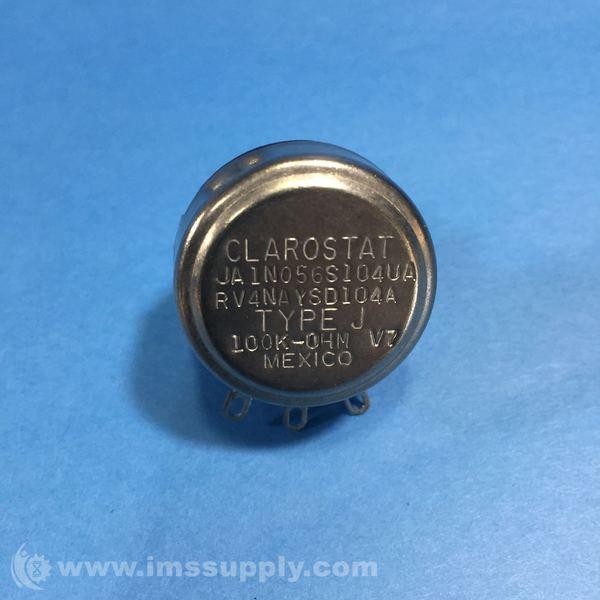 CLAROSTAT
JA1N056S104UA
RV4NAYSD104A
TYPE J
100K-OHM V7
MEXICO
www.imssupply.com